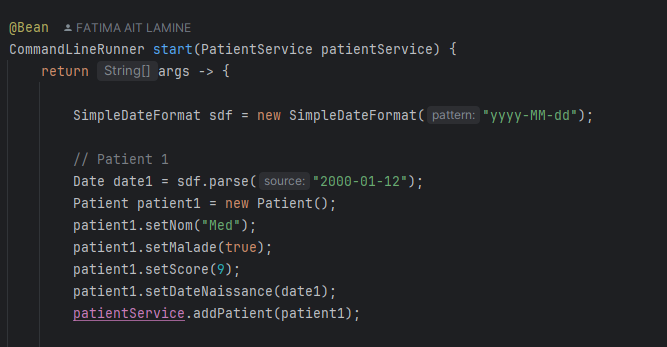 @Bean FATIMA AIT LAMINE
CommandLineRunner start(PatientService patientService) {
return String[] args -> {
SimpleDateFormat sdf = new SimpleDateFormat( pattern: "yyyy-MM-dd");
// Patient 1
Date date1 = sdf.parse( source: "2000-01-12");
Patient patient1 = new Patient();
patient1.setNom("Med");
patient1.setMalade(true);
patient1.setScore(9);
patient1.setDateNaissance(date1);
patientService.addPatient(patient1);